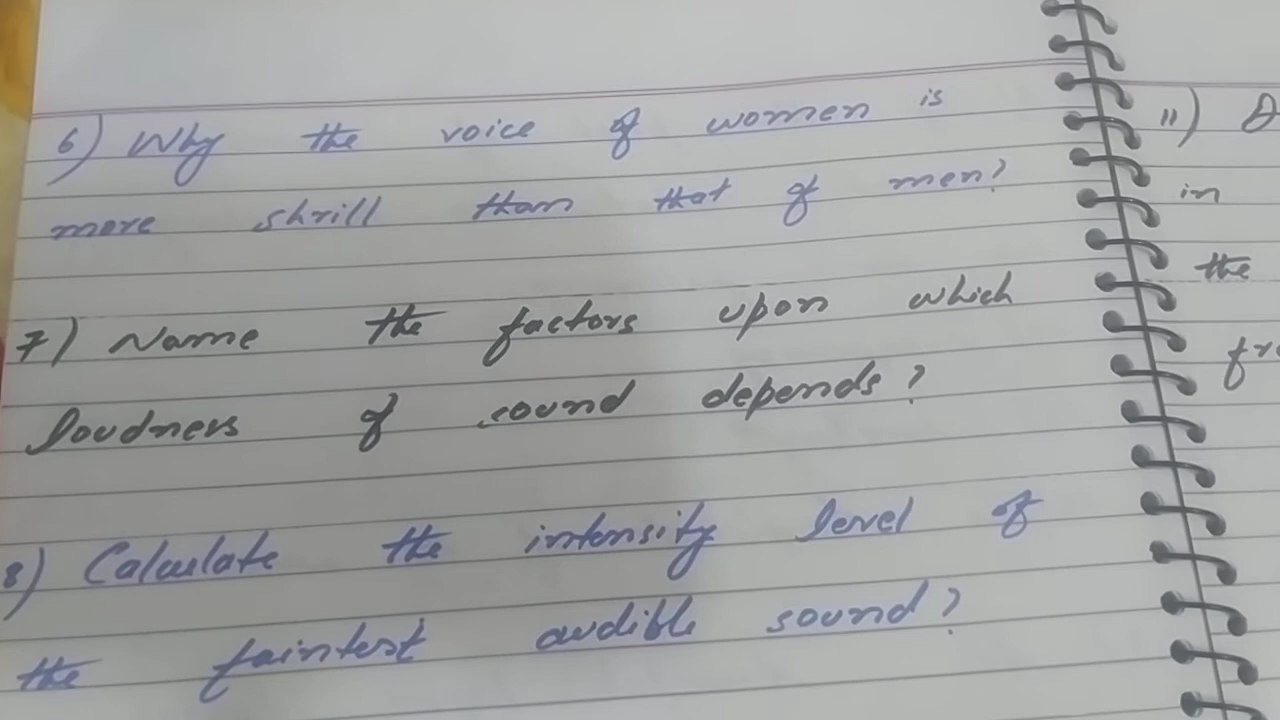 6) Why the voice of women is
more shrill than that of men?
7) Name the factors upon which
loudness of sound depends?
8) Calculate the intensity level of
the faintest audible sound?
11)
in
the